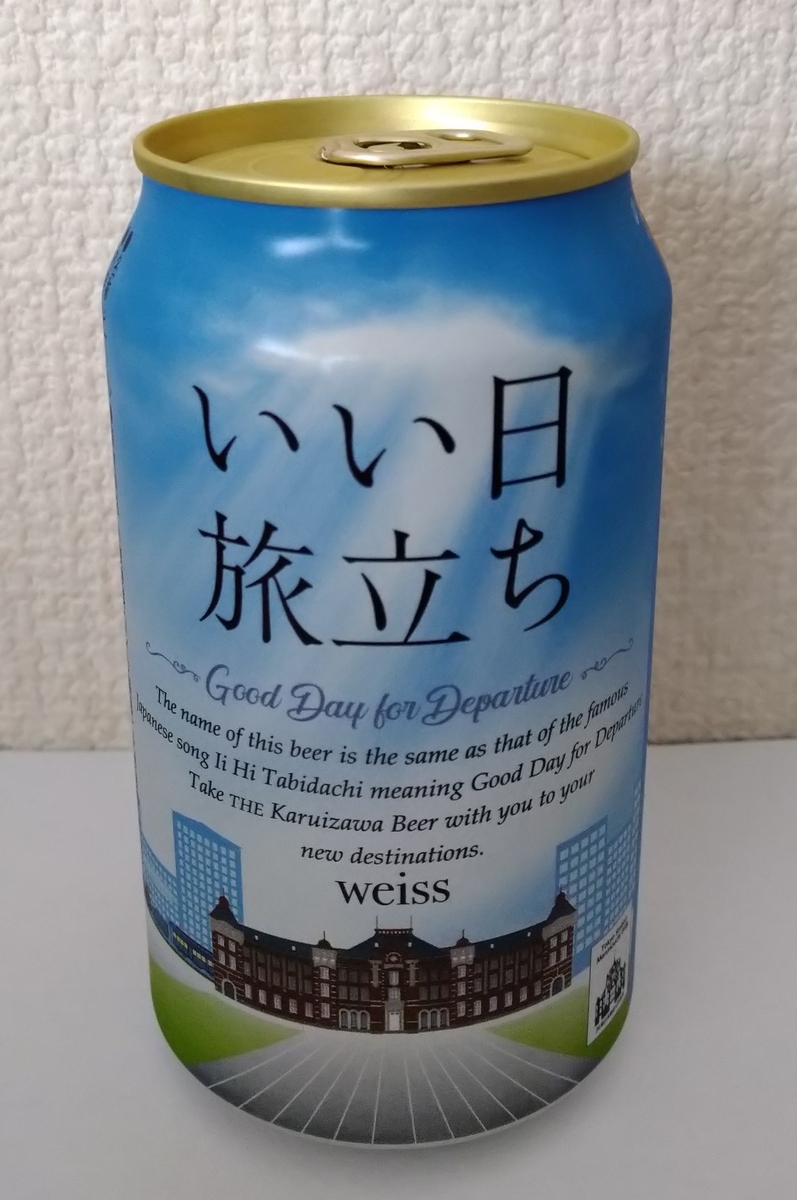 いい日
旅立ち
Good Day for Departure
The name of this beer is the same as that of the famous
Japanese song Ii Hi Tabidachi meaning Good Day for Departure
Take THE Karuizawa Beer with you to your
new destinations.
weiss